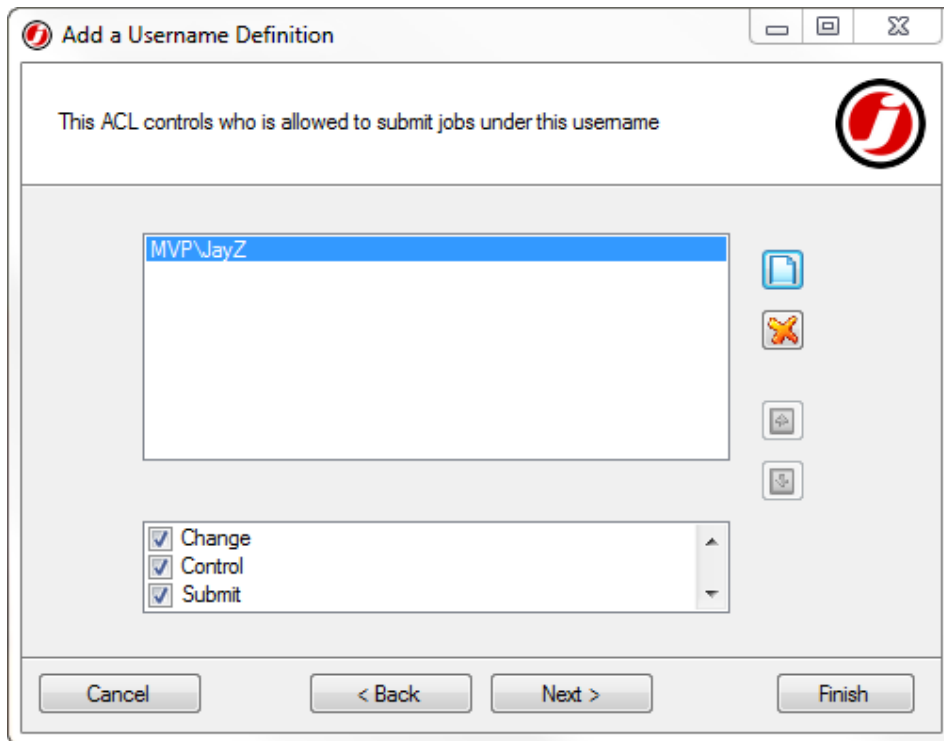 Add a Username Definition
This ACL controls who is allowed to submit jobs under this username
MVP\JayZ
Change
Control
Submit
Cancel
< Back
Next >
Finish